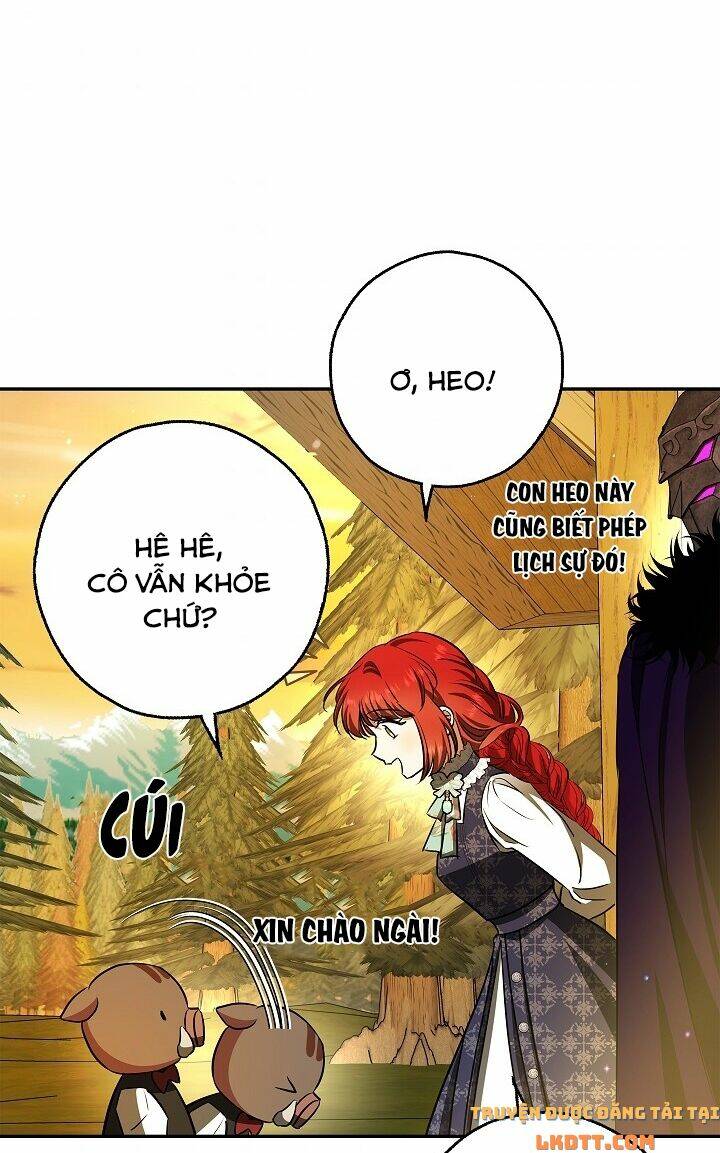 Ơ, HEO!
CON HEO NÀY
CŨNG BIẾT PHÉP
LỊCH SỰ ĐÓ!
HÊ HÊ,
CÔ VẪN KHỎE
CHỨ?
CÚI
XIN CHÀO NGÀI!
TRUYỆN ĐƯỢC ĐĂNG TẢI TẠI
LKDTT.COM